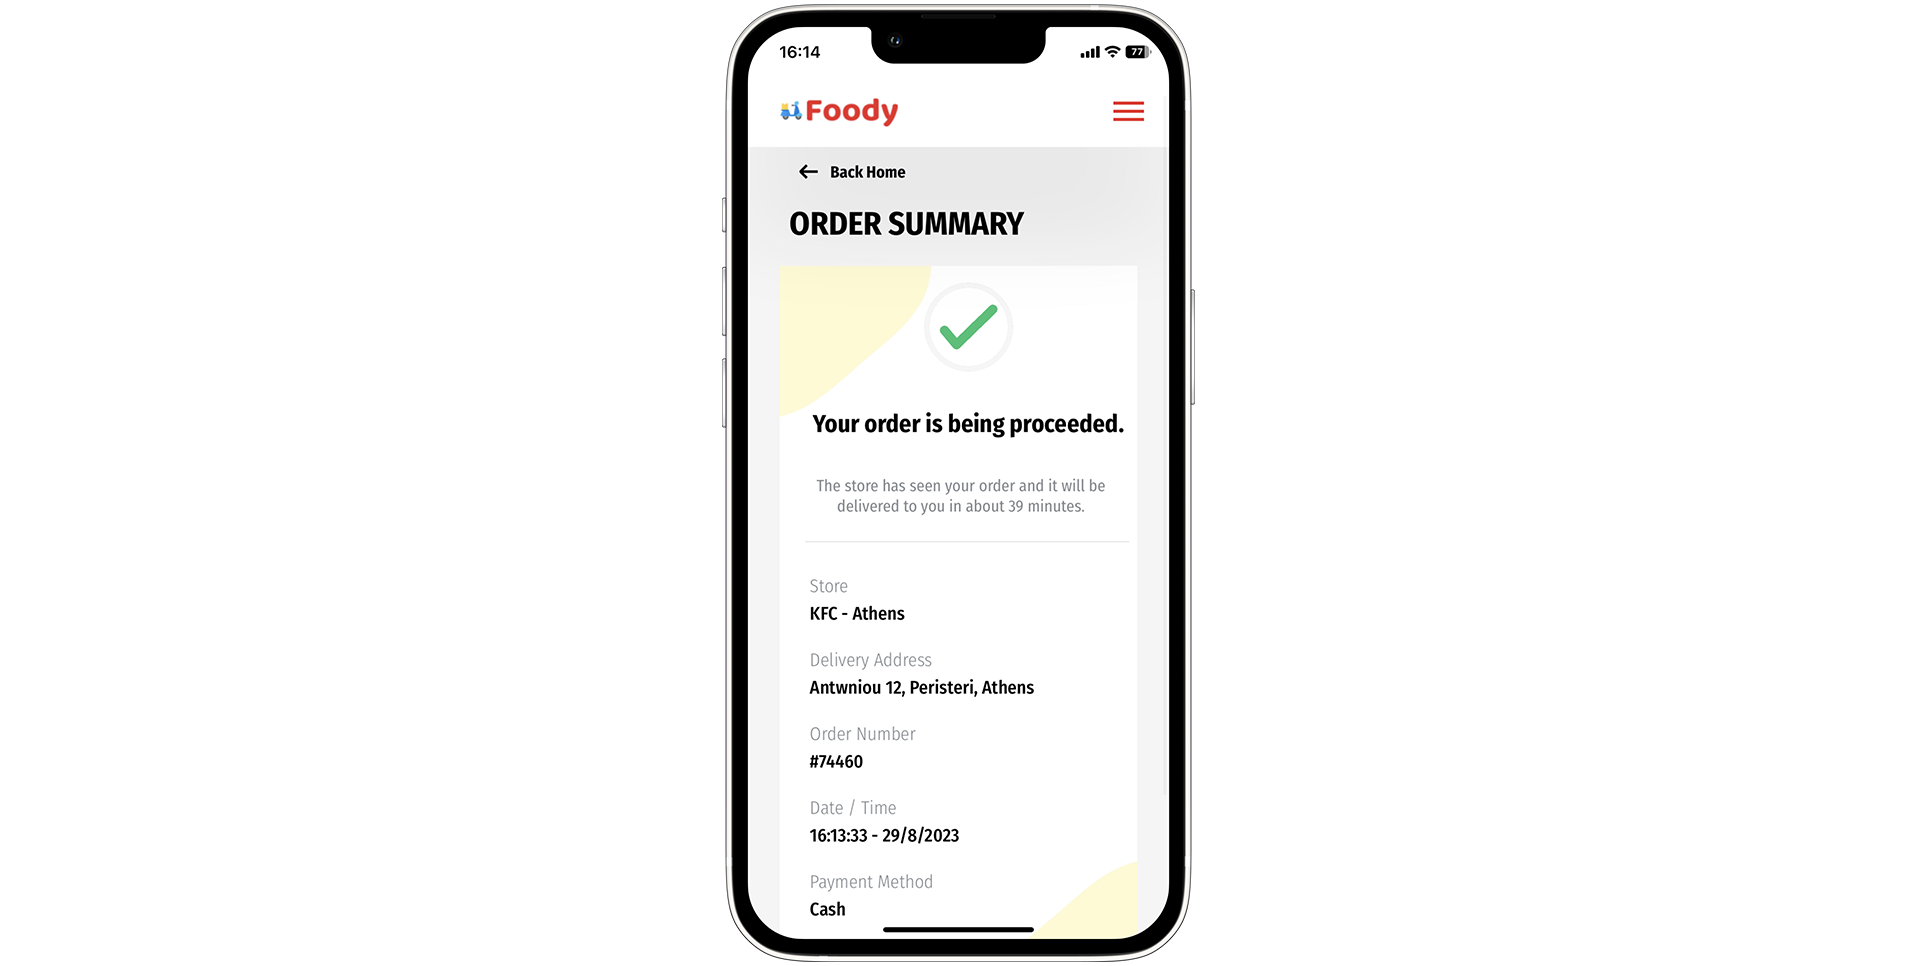 16:14
77
Foody
Back Home
ORDER SUMMARY
Your order is being proceeded.
The store has seen your order and it will be
delivered to you in about 39 minutes.
Store
KFC - Athens
Delivery Address
Antwniou 12, Peristeri, Athens
Order Number
#74460
Date / Time
16:13:33 - 29/8/2023
Payment Method
Cash